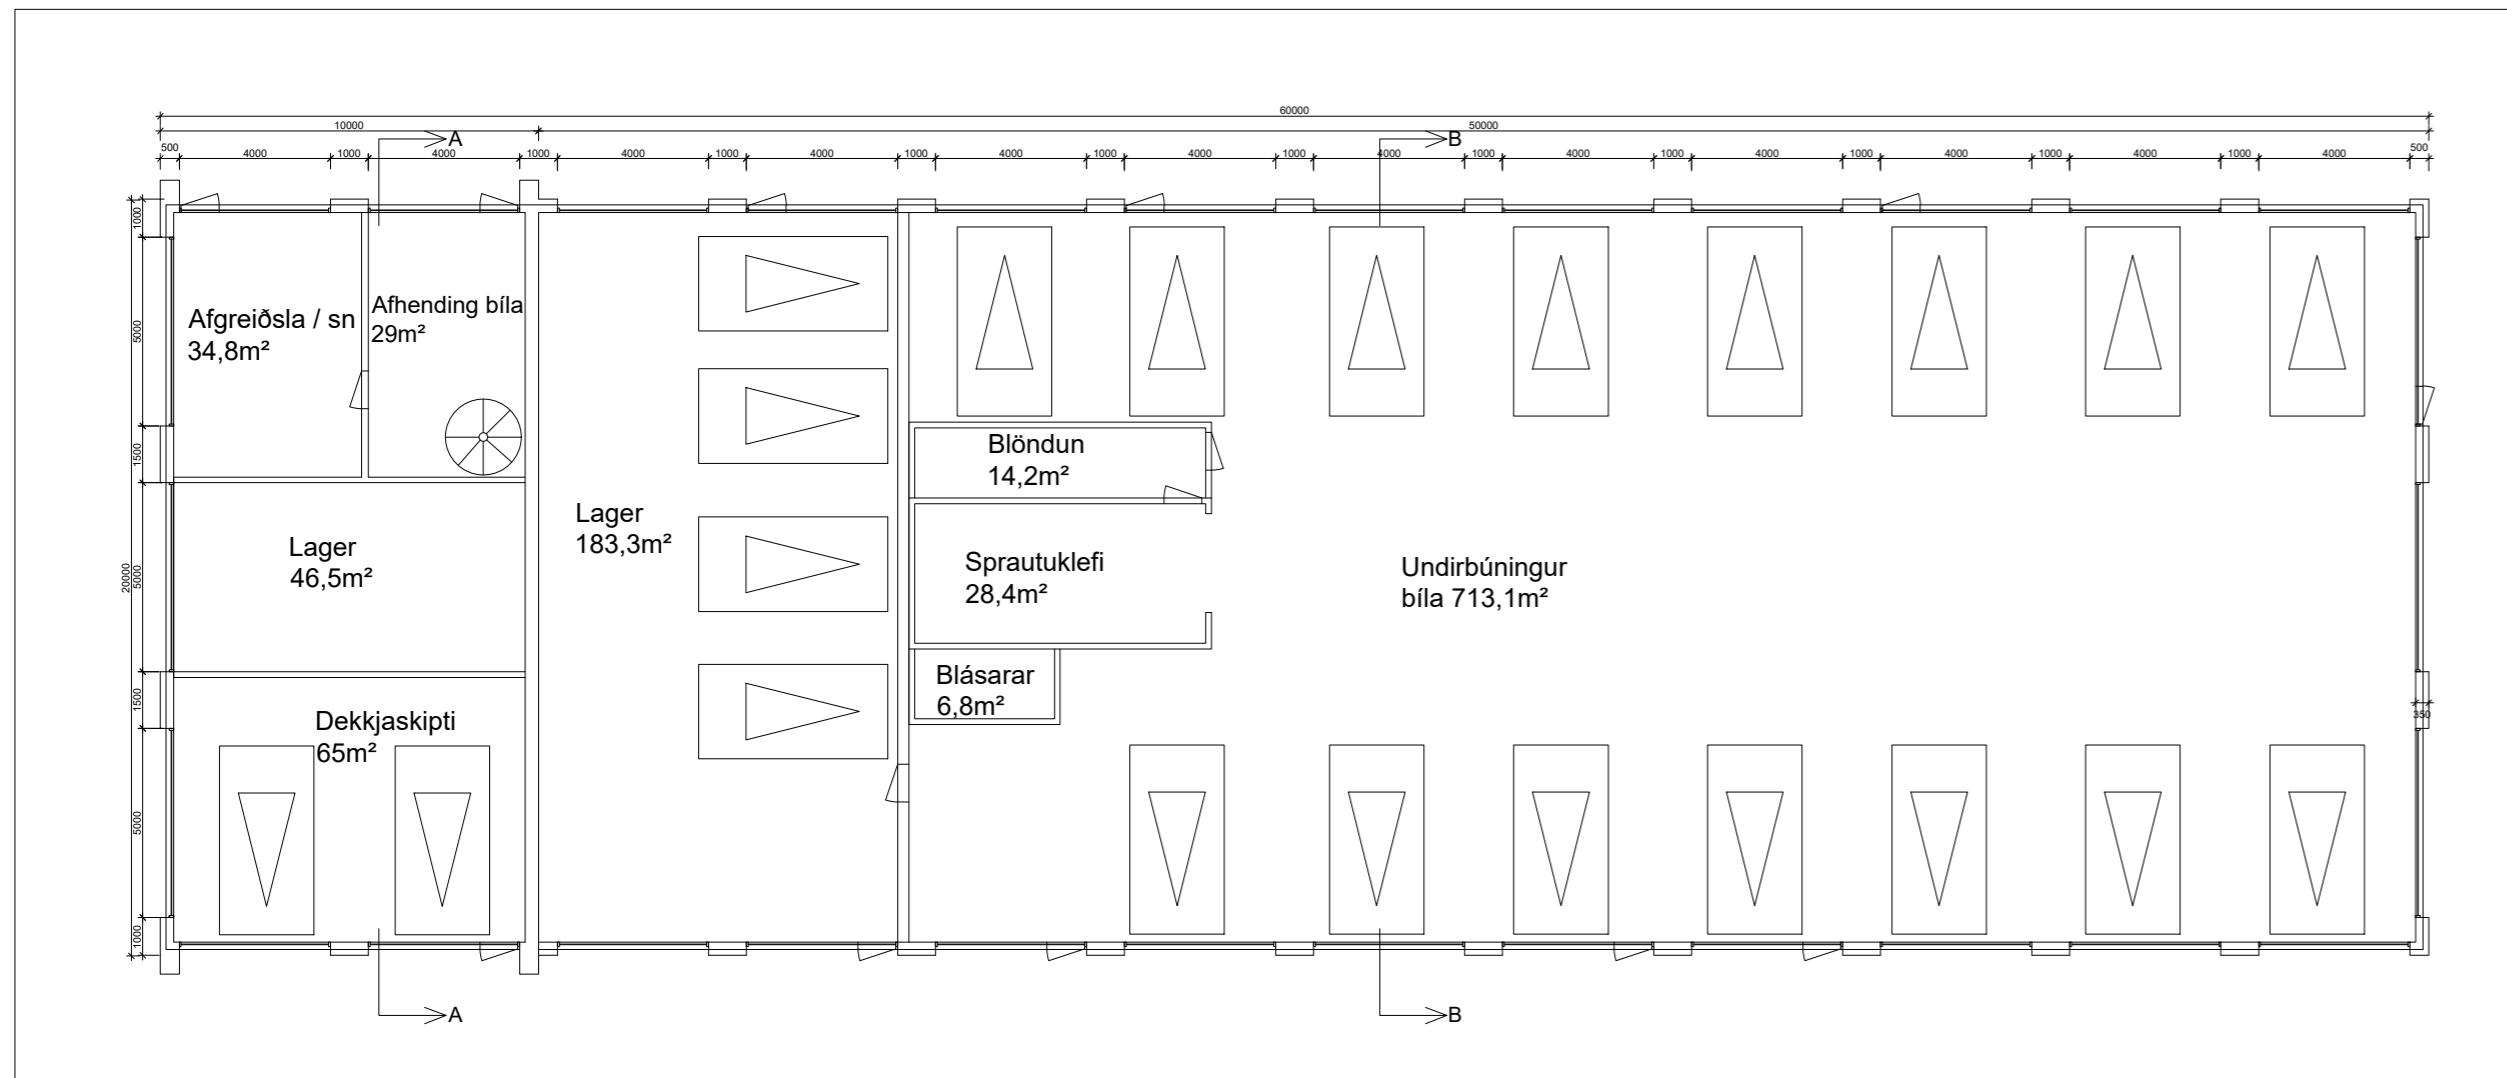 60000
10000
50000
A
B
500 4000 1000 4000 1000 4000 1000 4000 1000 4000 1000 4000 1000 4000 1000 4000 1000 4000 1000 4000 1000 4000 1000 4000 500
1000
5000
1500
5000
1500
5000
1000
20000
Afgreiðsla / sn
34,8m²
Afhending bíla
29m²
Lager
46,5m²
Dekkjaskipti
65m²
Lager
183,3m²
Blöndun
14,2m²
Sprautuklefi
28,4m²
Blásarar
6,8m²
Undirbúningur
bíla 713,1m²
350
A
B